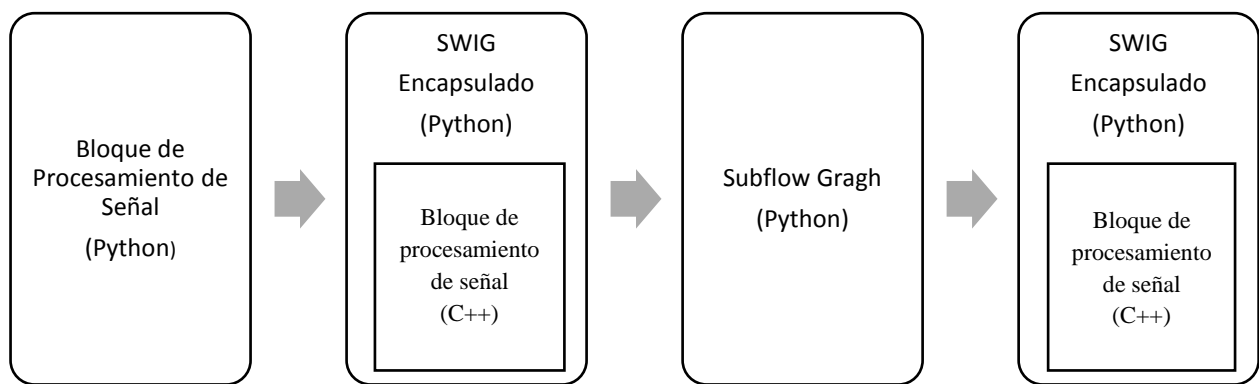 Bloque de
Procesamiento de
Señal
(Python)
SWIG
Encapsulado
(Python)
Bloque de
procesamiento
de señal
(C++)
Subflow Gragh
(Python)
SWIG
Encapsulado
(Python)
Bloque de
procesamiento
de señal
(C++)